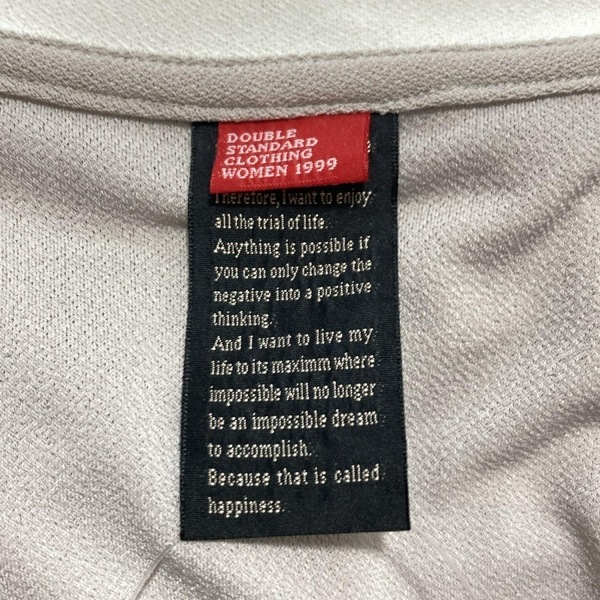 DOUBLE
STANDARD
CLOTHING
WOMEN 1999
Therefore, I want to enjoy
all the trial of life.
Anything is possible if
you can only change the
negative into a positive
thinking.
And I want to live my
life to its maximm where
impossible will no longer
be an impossible dream
to accomplish.
Because that is called
happiness.